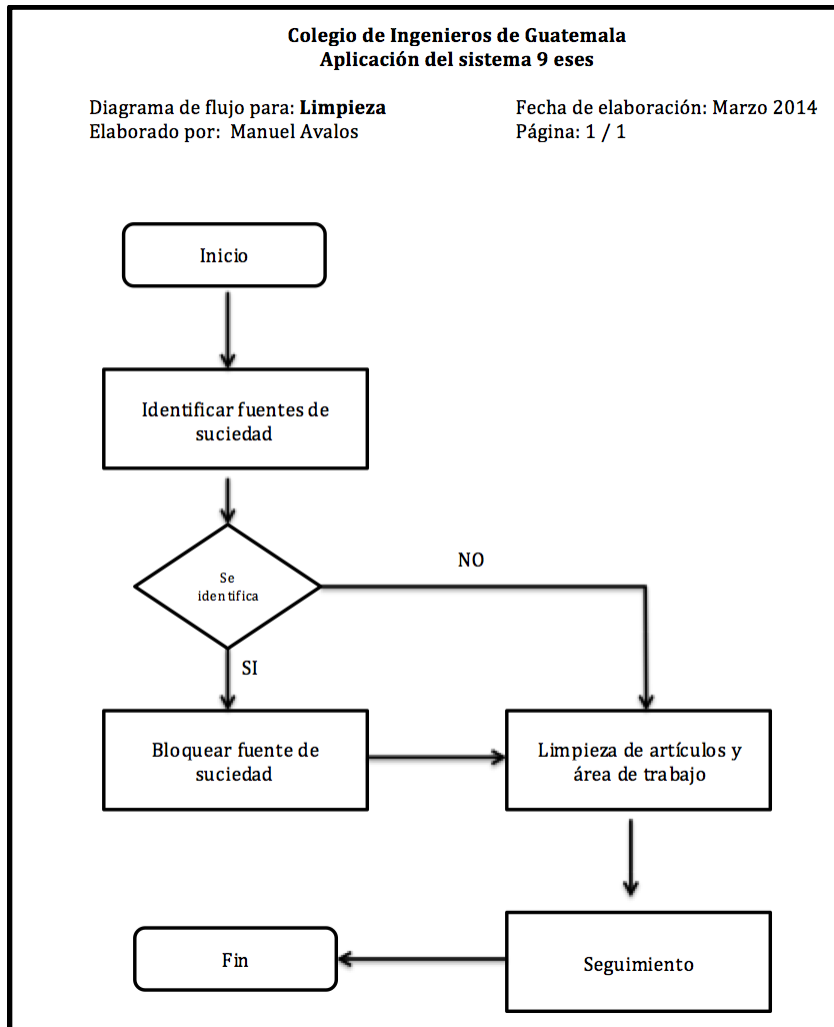 Colegio de Ingenieros de Guatemala
Aplicación del sistema 9 eses
Diagrama de flujo para: Limpieza
Fecha de elaboración: Marzo 2014
Elaborado por: Manuel Avalos
Página: 1 / 1
Inicio
Identificar fuentes de
suciedad
Se
identifica
NO
SI
Bloquear fuente de
suciedad
Limpieza de artículos y
área de trabajo
Seguimiento
Fin